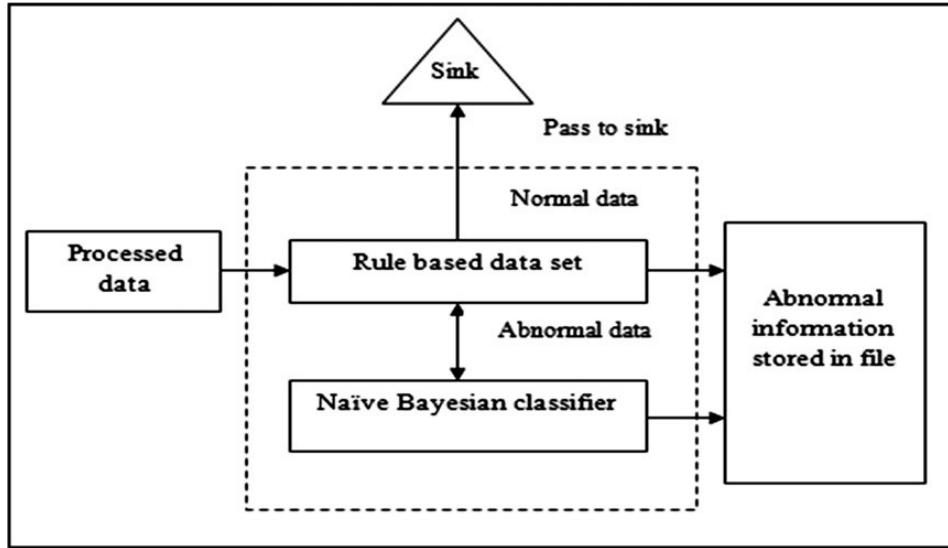 Sink
Pass to sink
Normal data
Processed
data
Rule based data set
Abnormal data
Abnormal
information
stored in file
Naïve Bayesian classifier